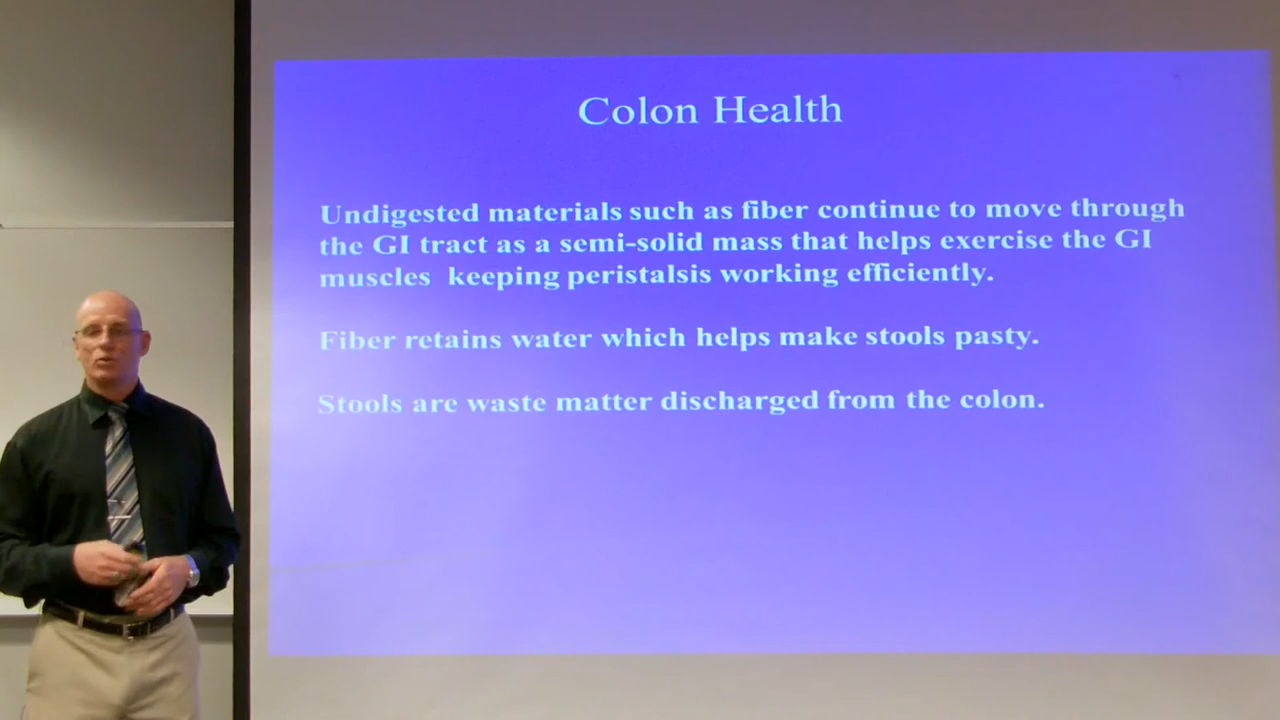 Colon Health
Undigested materials such as fiber continue to move through
the GI tract as a semi-solid mass that helps exercise the GI
muscles keeping peristalsis working efficiently.
Fiber retains water which helps make stools pasty.
Stools are waste matter discharged from the colon.